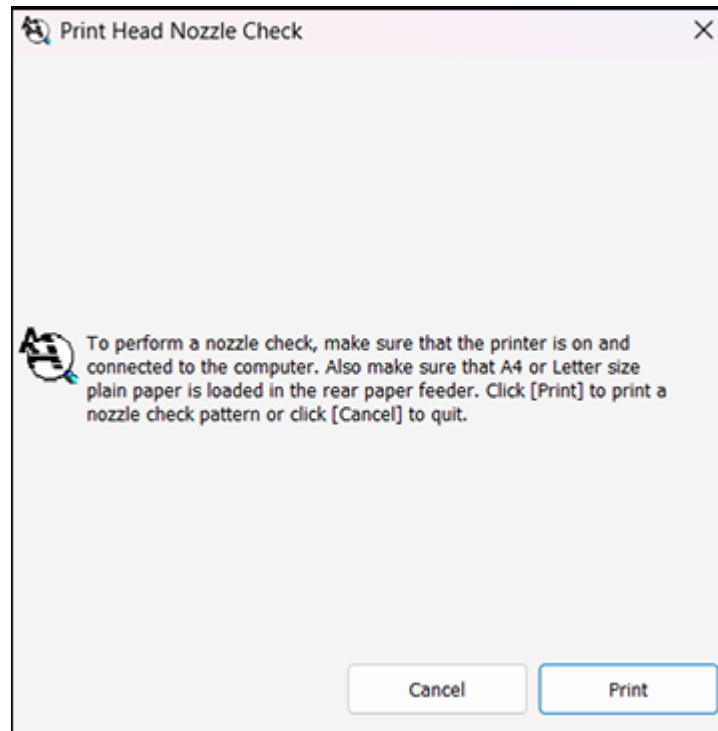 Print Head Nozzle Check
To perform a nozzle check, make sure that the printer is on and
connected to the computer. Also make sure that A4 or Letter size
plain paper is loaded in the rear paper feeder. Click [Print] to print a
nozzle check pattern or click [Cancel] to quit.
Cancel
Print